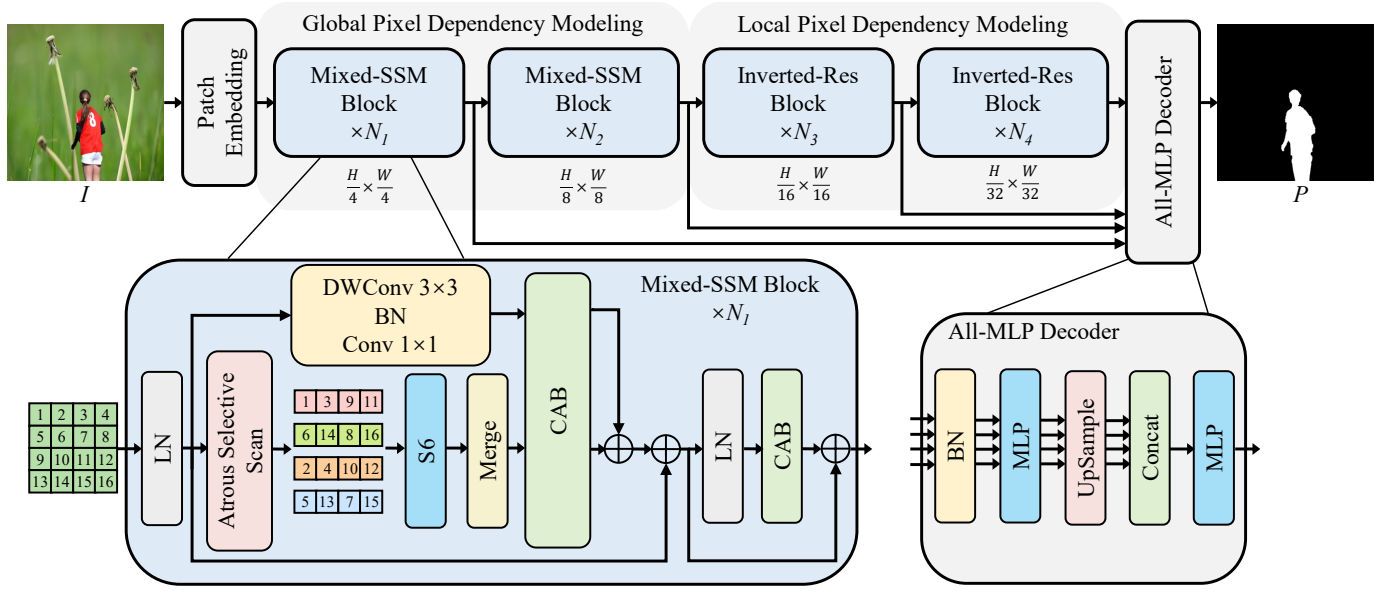 Global Pixel Dependency Modeling
Local Pixel Dependency Modeling
8
I
Patch
Embedding
Mixed-SSM
Block
×N1
H/4 × W/4
Mixed-SSM
Block
×N2
H/8 × W/8
Inverted-Res
Block
×N3
H/16 × W/16
Inverted-Res
Block
×N4
H/32 × W/32
All-MLP Decoder
P
Mixed-SSM Block
×N1
1 2 3 4
5 6 7 8
9 10 11 12
13 14 15 16
LN
DWConv 3×3
BN
Conv 1×1
Atrous Selective
Scan
1 3 9 11
6 14 8 16
2 4 10 12
5 13 7 15
S6
Merge
CAB
LN
CAB
All-MLP Decoder
BN
MLP
UpSample
Concat
MLP